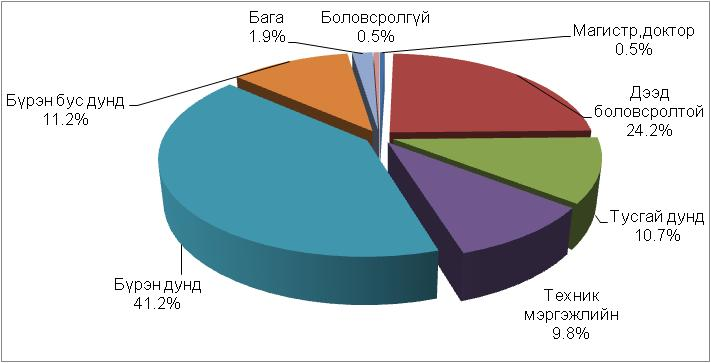 Бага
1.9%
Боловсролгүй
0.5%
Магистр,доктор
0.5%
Дээд
боловсролтой
24.2%
Тусгай дунд
10.7%
Техник
мэргэжлийн
9.8%
Бүрэн дунд
41.2%
Бүрэн бус дунд
11.2%